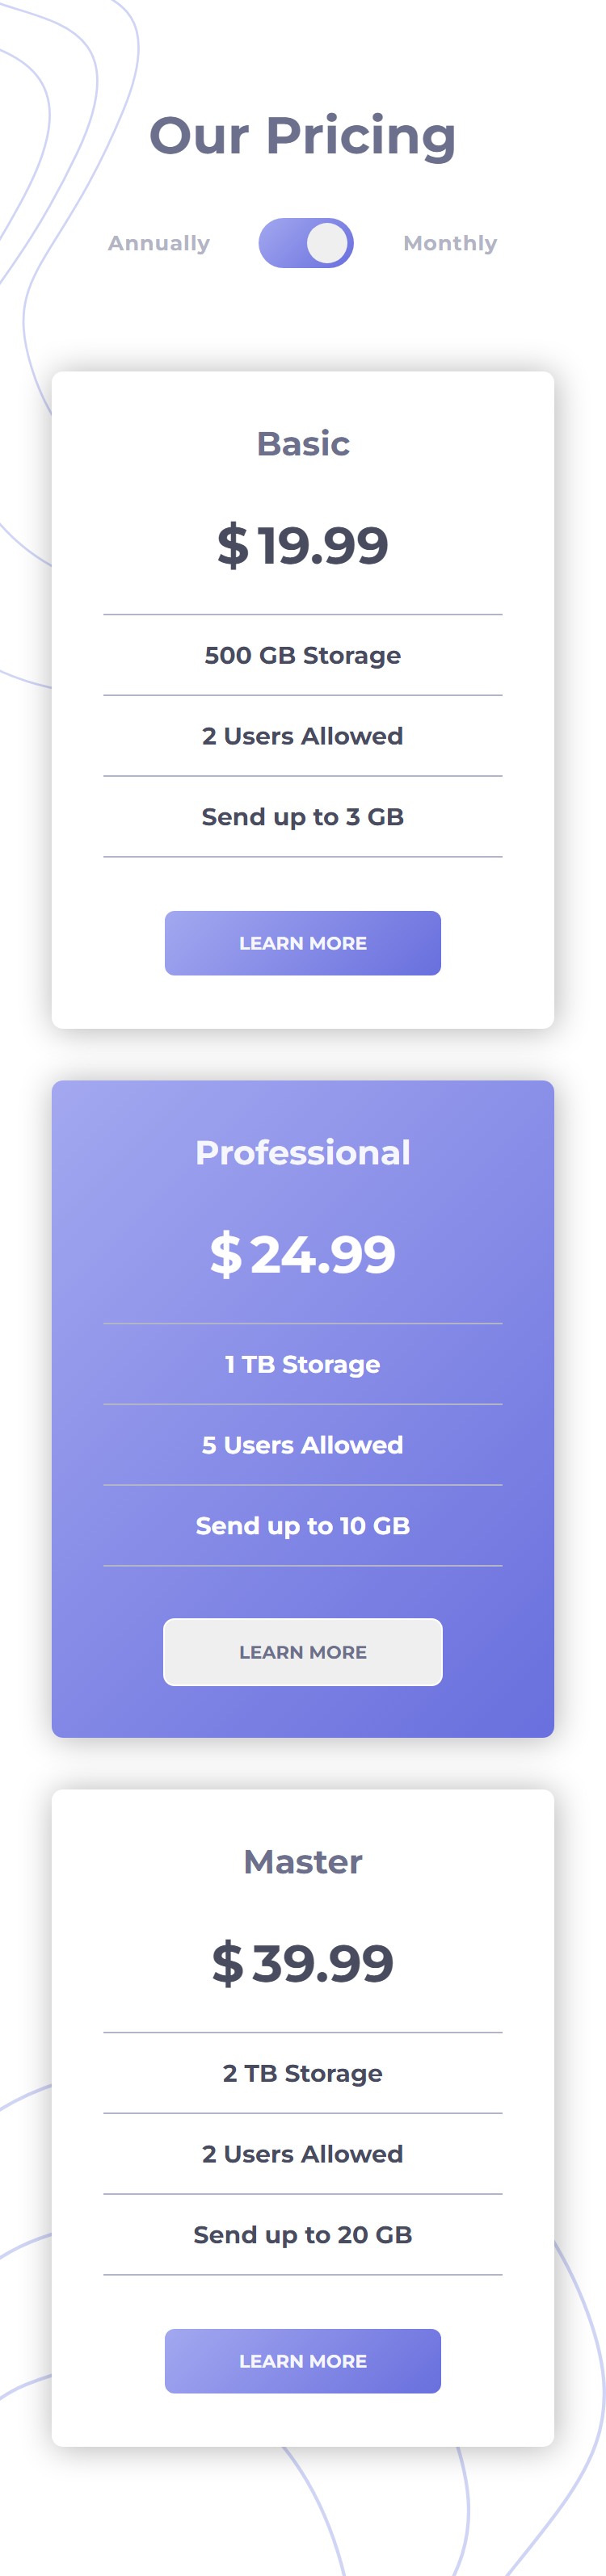 Our Pricing
Annually Monthly
Basic
$ 19.99
500 GB Storage
2 Users Allowed
Send up to 3 GB
LEARN MORE
Professional
$ 24.99
1 TB Storage
5 Users Allowed
Send up to 10 GB
LEARN MORE
Master
$ 39.99
2 TB Storage
2 Users Allowed
Send up to 20 GB
LEARN MORE